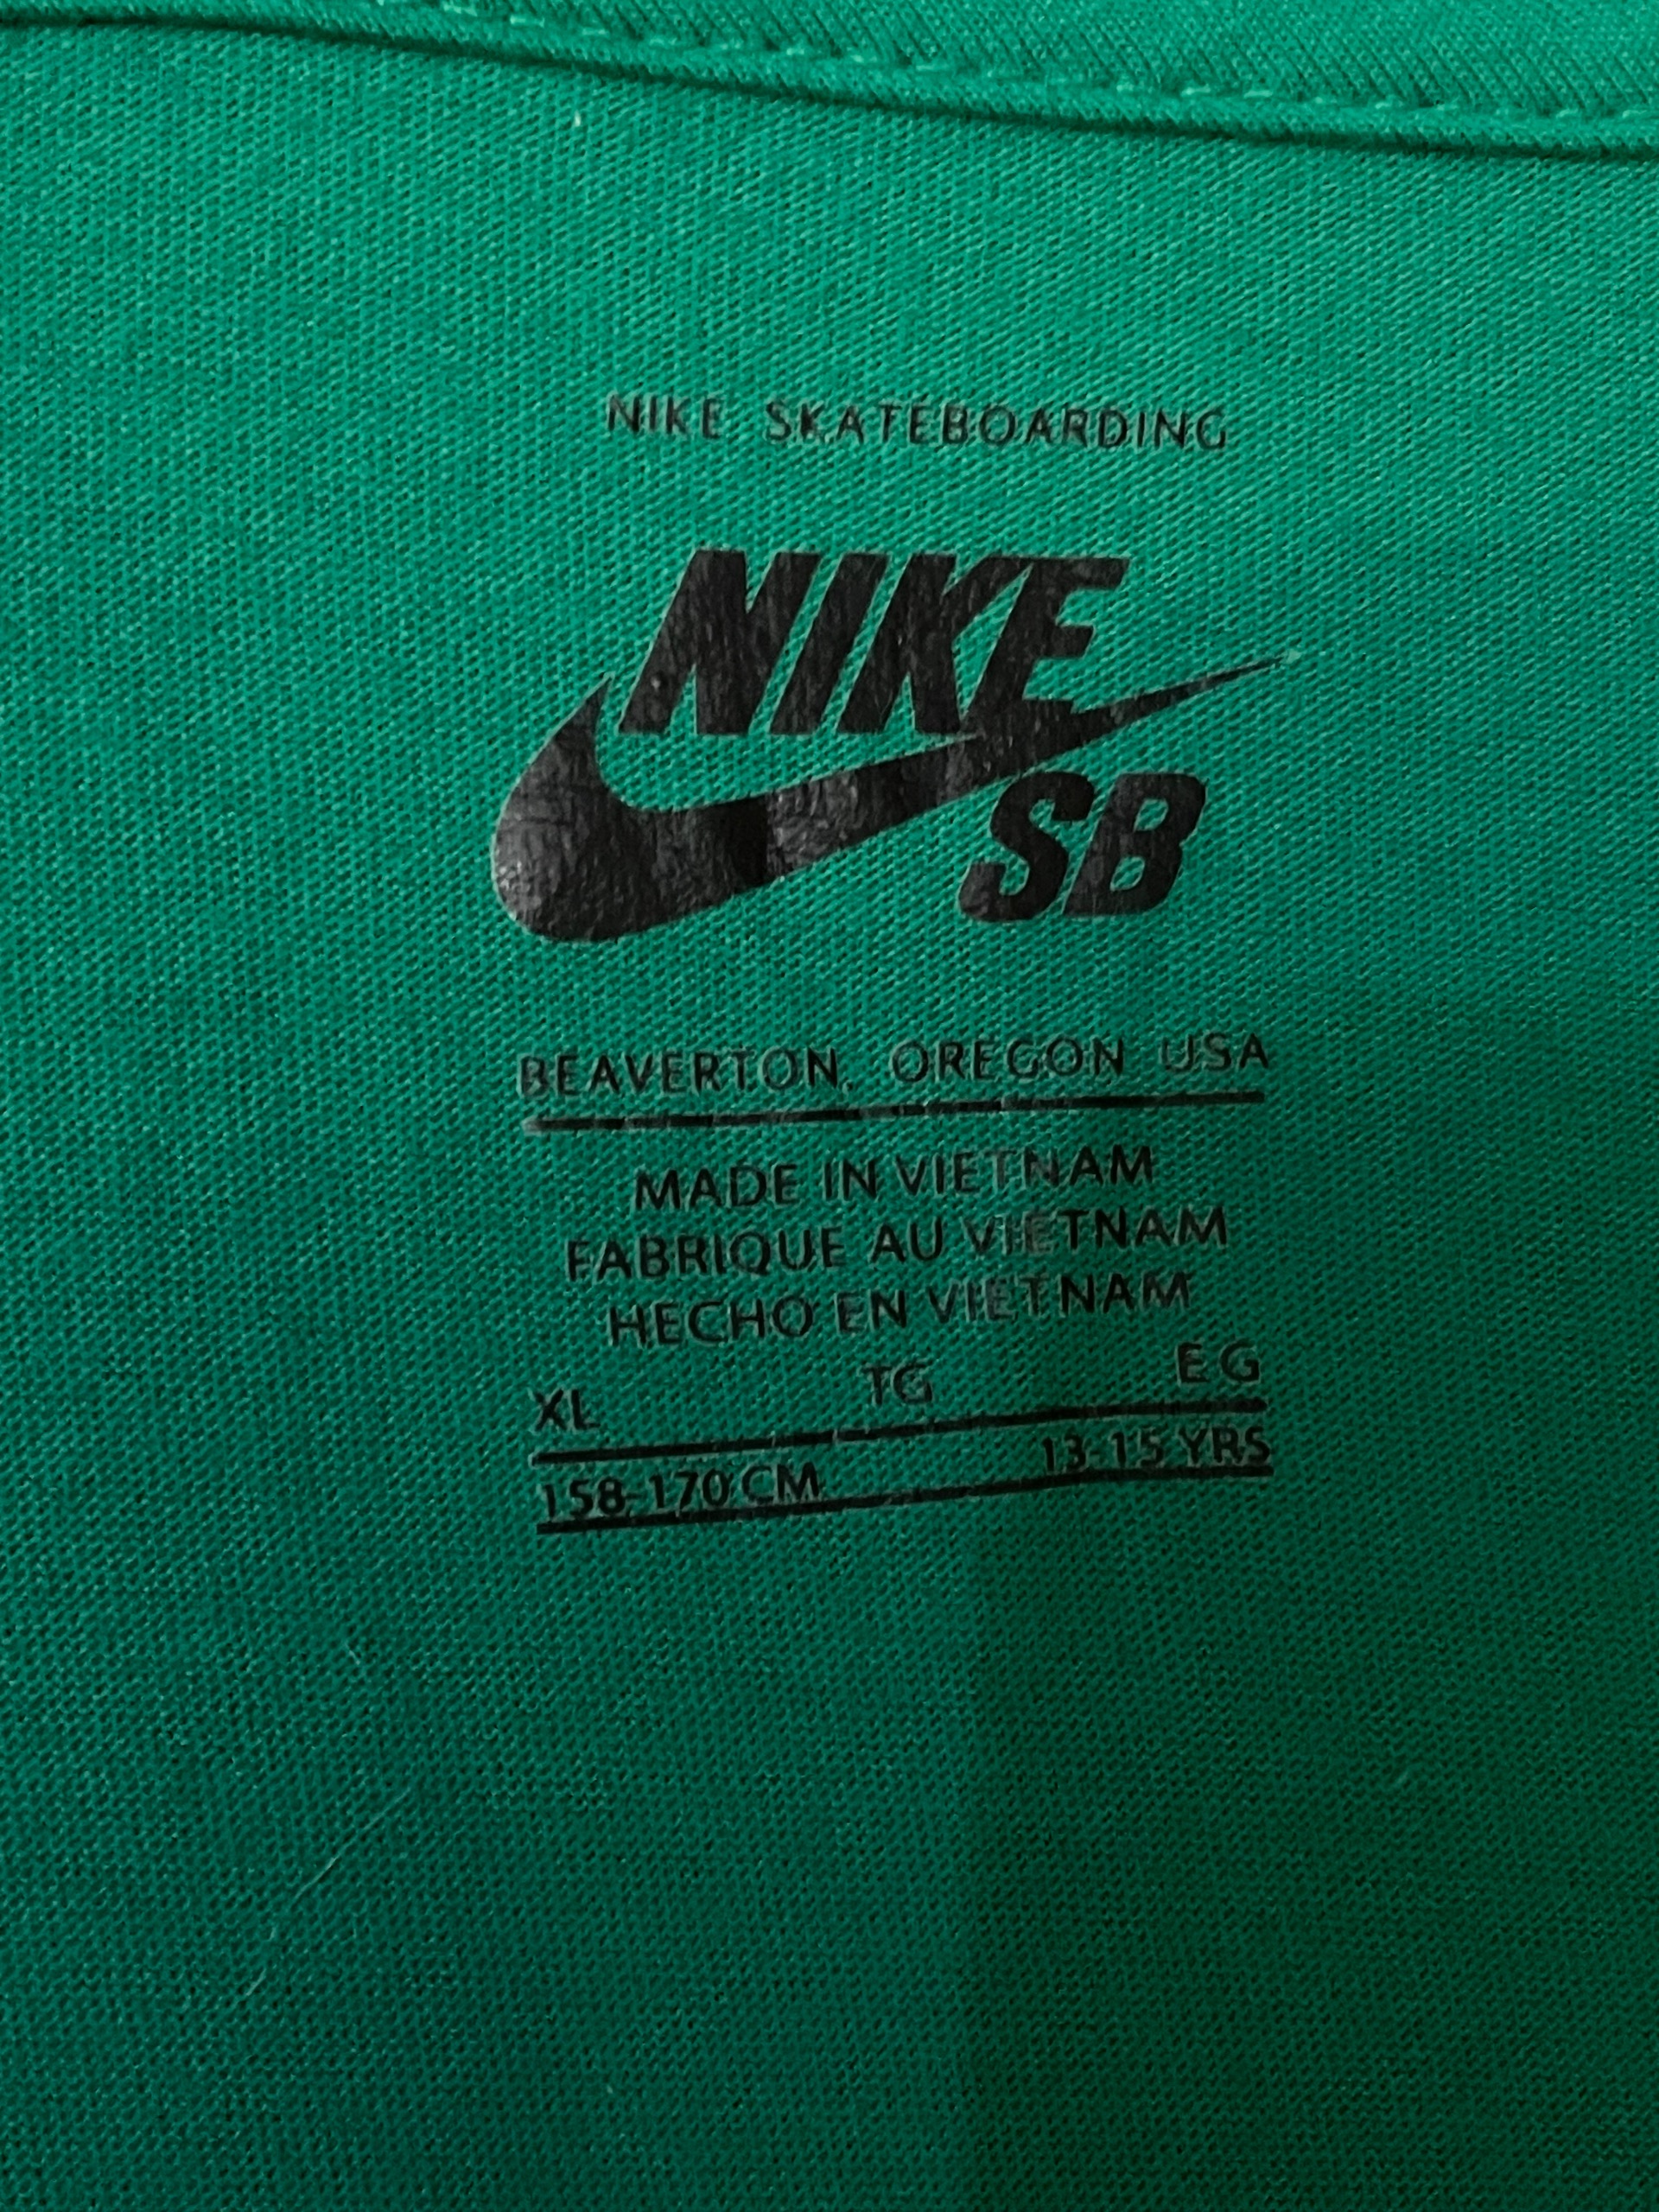 NIKE SKATEBOARDING
NIKE
SB
BEAVERTON, OREGON USA
MADE IN VIETNAM
FABRIQUE AU VIETNAM
HECHO EN VIETNAM
XL TG EG
158-170 CM 13-15 YRS